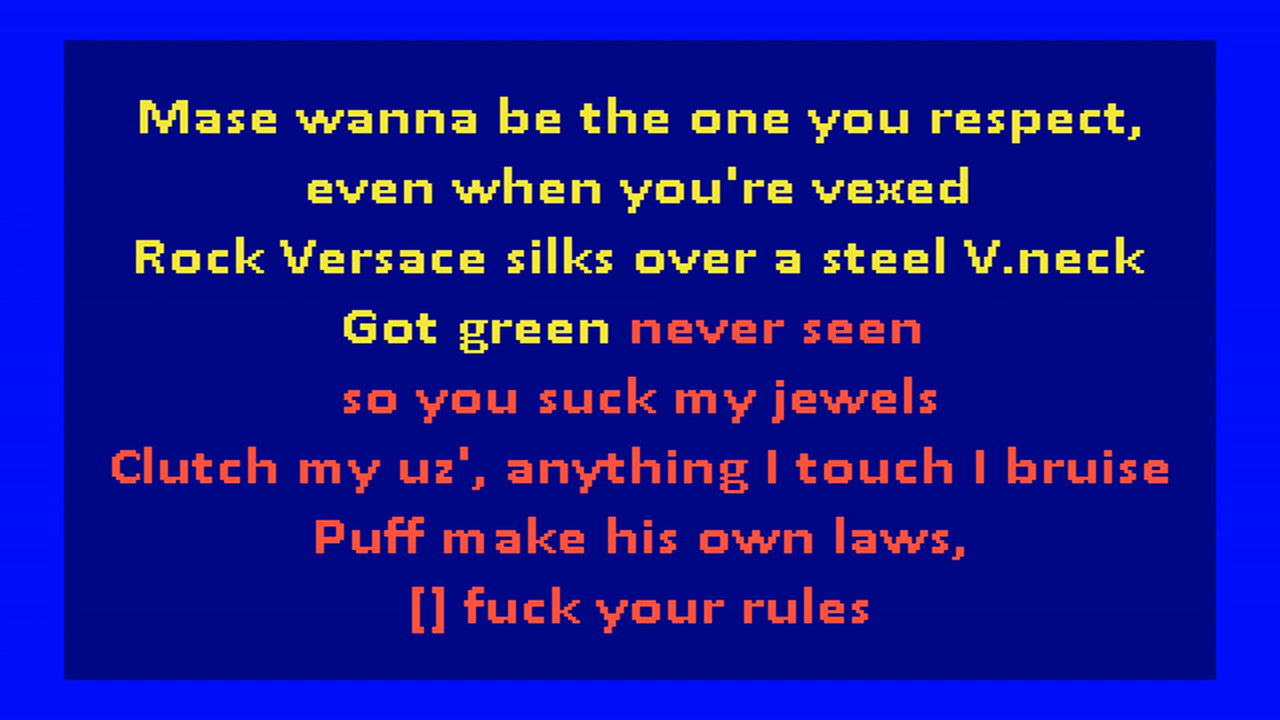 Mase wanna be the one you respect,
even when you're vexed
Rock Versace silks over a steel V.neck
Got green never seen
so you suck my jewels
Clutch my uz', anything I touch I bruise
Puff make his own laws,
[] fuck your rules